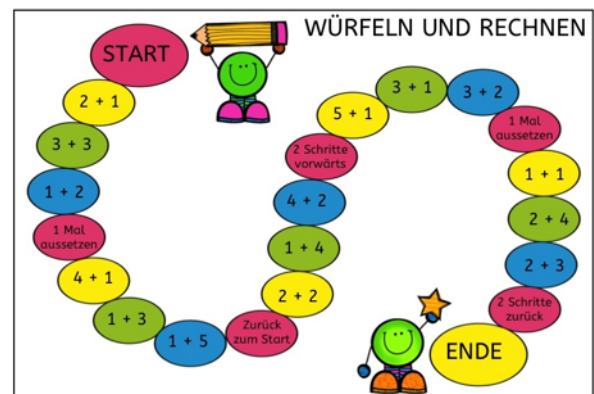 WÜRFELN UND RECHNEN
START
2 + 1
3 + 3
1 + 2
1 Mal
aussetzen
4 + 1
1 + 3
1 + 5
Zurück
zum Start
2 + 2
1 + 4
4 + 2
2 Schritte
vorwärts
5 + 1
3 + 1
3 + 2
1 Mal
aussetzen
1 + 1
2 + 4
2 + 3
2 Schritte
zurück
ENDE